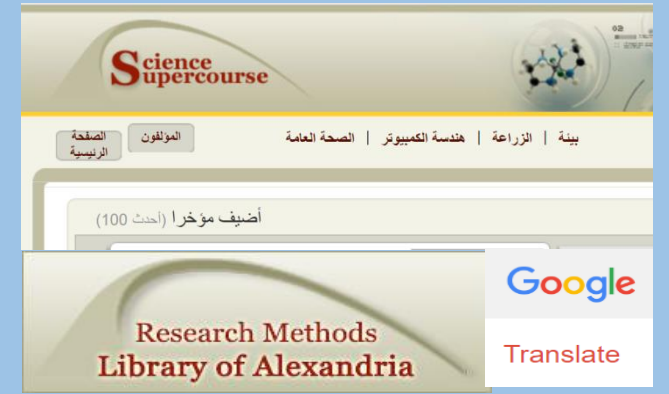 Science
Supercourse
بيئة | الزراعة | هندسة الكمبيوتر | الصحة العامة
المؤلفون
الصفحة
الرئيسية
أضيف مؤخرا (أحدث 100)
Research Methods
Library of Alexandria
Google
Translate